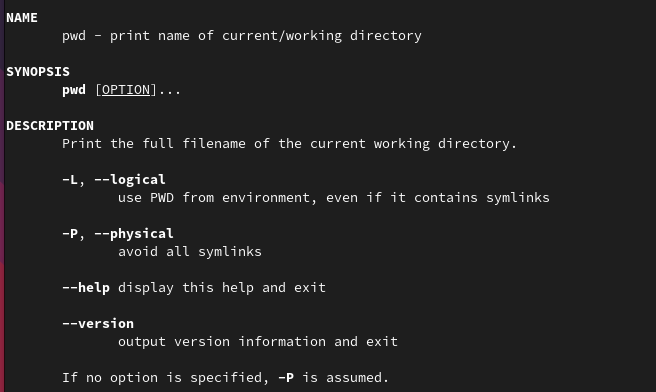 NAME
pwd - print name of current/working directory
SYNOPSIS
pwd [OPTION]...
DESCRIPTION
Print the full filename of the current working directory.
-L, --logical
use PWD from environment, even if it contains symlinks
-P, --physical
avoid all symlinks
--help display this help and exit
--version
output version information and exit
If no option is specified, -P is assumed.